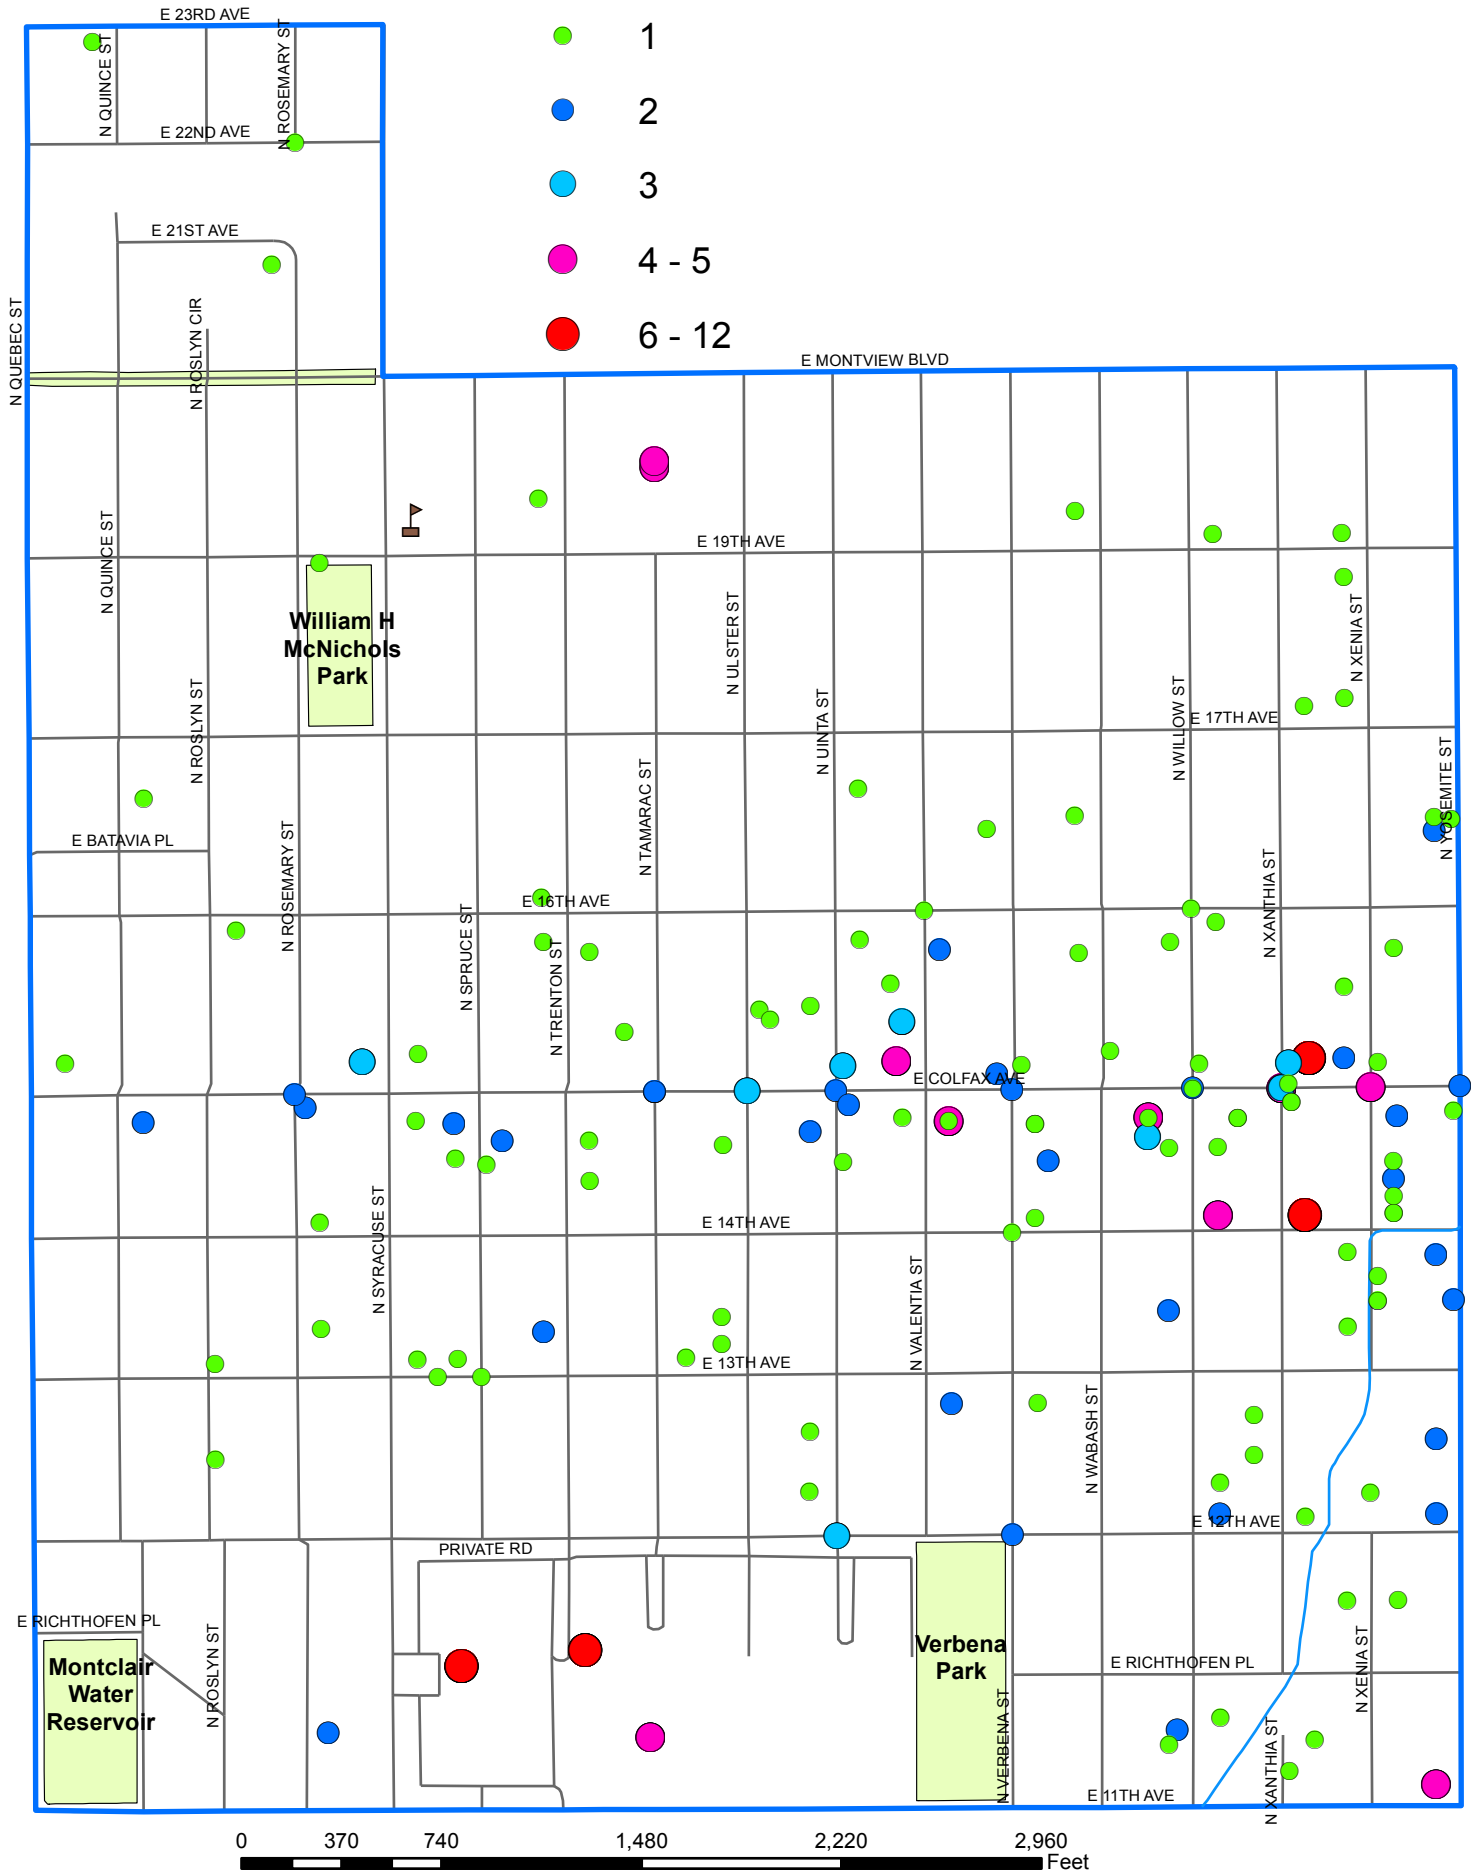 E 23RD AVE
1
N QUINCE ST
N ROSEMARY ST
2
E 22ND AVE
3
E 21ST AVE
4 - 5
N QUEBEC ST
N ROSLYN CIR
6 - 12
E MONTVIEW BLVD
N QUINCE ST
E 19TH AVE
William H
McNichols
Park
N ULSTER ST
N XENIA ST
N ROSLYN ST
N UINTA ST
N WILLOW ST
E 17TH AVE
N TAMARAC ST
N YOSEMITE ST
E BATAVIA PL
N ROSEMARY ST
N XANTHIA ST
E 16TH AVE
N SPRUCE ST
N TRENTON ST
E COLFAX AVE
N SYRACUSE ST
E 14TH AVE
N VALENTIA ST
E 13TH AVE
N WABASH ST
E 12TH AVE
PRIVATE RD
E RICHTHOFEN PL
N ROSLYN ST
Montclair
Water
Reservoir
Verbena
Park
E RICHTHOFEN PL
N XENIA ST
N VERBENA ST
N XANTHIA ST
E 11TH AVE
0 370 740 1,480 2,220 2,960
Feet